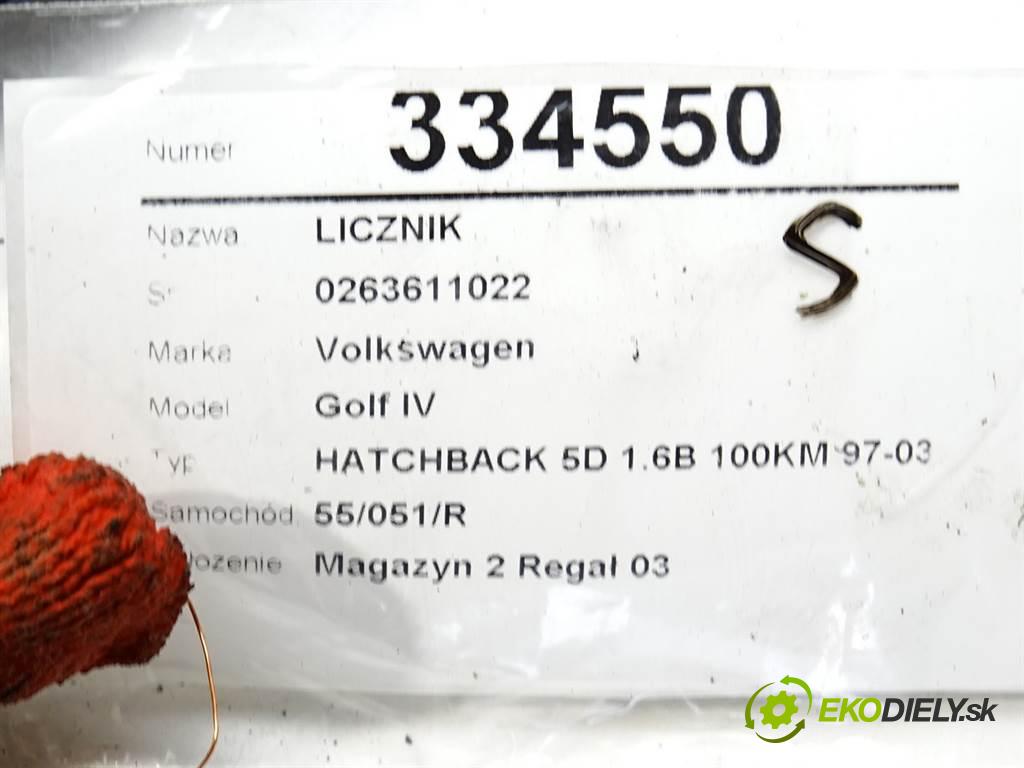 Numer 334550
Nazwa LICZNIK
S
0263611022
Marka Volkswagen
Model Golf IV
Typ HATCHBACK 5D 1.6B 100KM 97-03
Samochód 55/051/R
Magazyn 2 Regał 03
EKODIELY.sk